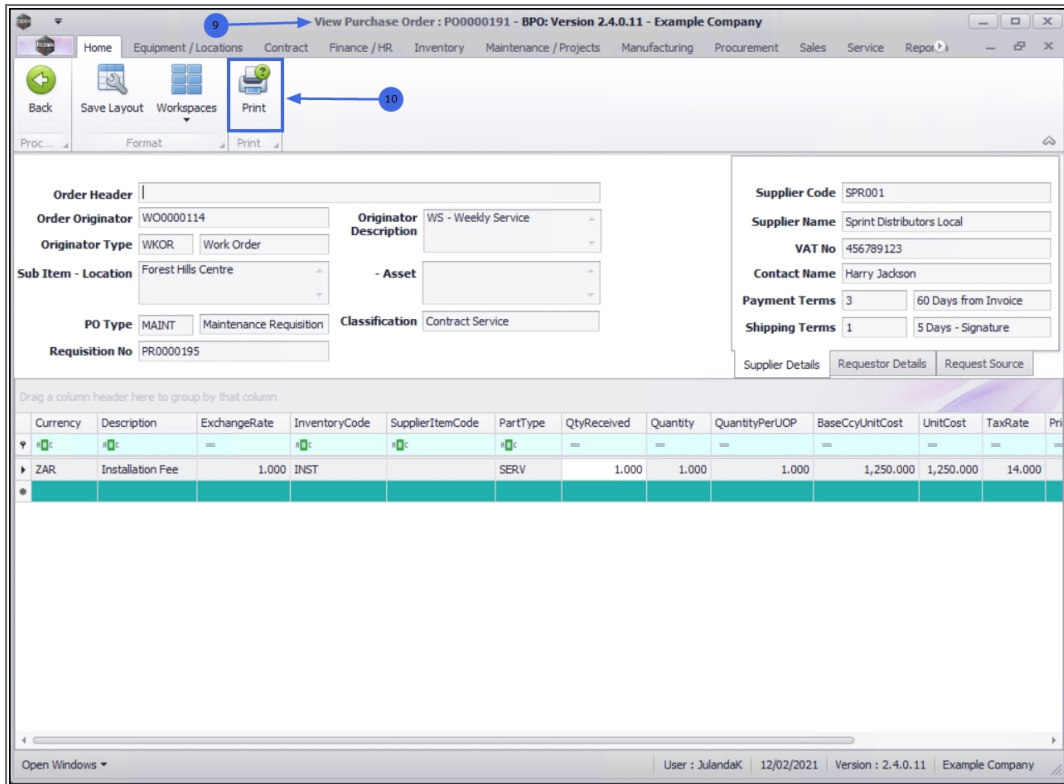 9
View Purchase Order : PO0000191 - BPO: Version 2.4.0.11 - Example Company
Home Equipment / Locations Contract Finance / HR Inventory Maintenance / Projects Manufacturing Procurement Sales Service
Back Save Layout Workspaces Print
10
Proc... Format Print
Order Header
Order Originator WO0000114
Originator Description WS - Weekly Service
Originator Type WKOR Work Order
Sub Item - Location Forest Hills Centre
- Asset
PO Type MAINT Maintenance Requisition
Classification Contract Service
Requisition No PR0000195
Supplier Code SPR001
Supplier Name Sprint Distributors Local
VAT No 456789123
Contact Name Harry Jackson
Payment Terms 3 60 Days from Invoice
Shipping Terms 1 5 Days - Signature
Supplier Details Requestor Details Request Source
Drag a column header here to group by that column
Currency Description ExchangeRate InventoryCode SupplierItemCode PartType QtyReceived Quantity QuantityPerUOP BaseCcyUnitCost UnitCost TaxRate Pri
ZAR Installation Fee 1.000 INST SERV 1.000 1.000 1.000 1,250.000 1,250.000 14.000
Open Windows User : JulandaK 12/02/2021 Version : 2.4.0.11 Example Company